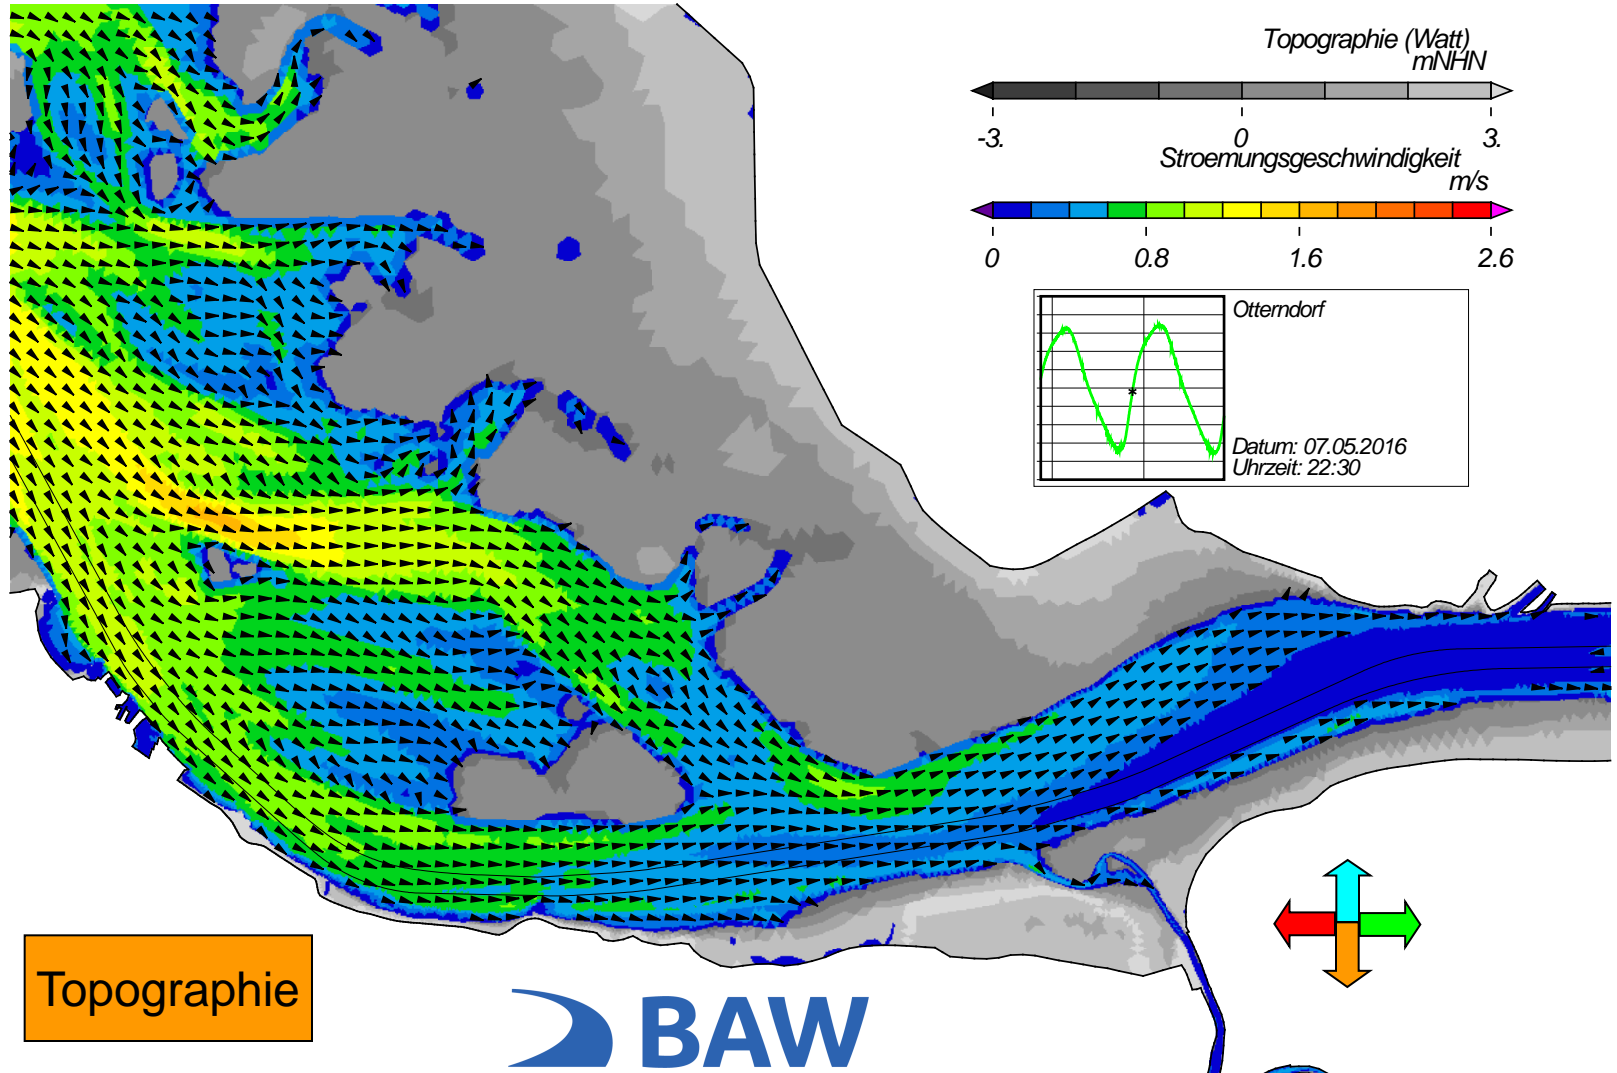 Topographie (Watt)
mNHN
-3. 0 3.
Stroemungsgeschwindigkeit
m/s
0 0.8 1.6 2.6
Otterndorf
Datum: 07.05.2016
Uhrzeit: 22:30
Topographie
BAW